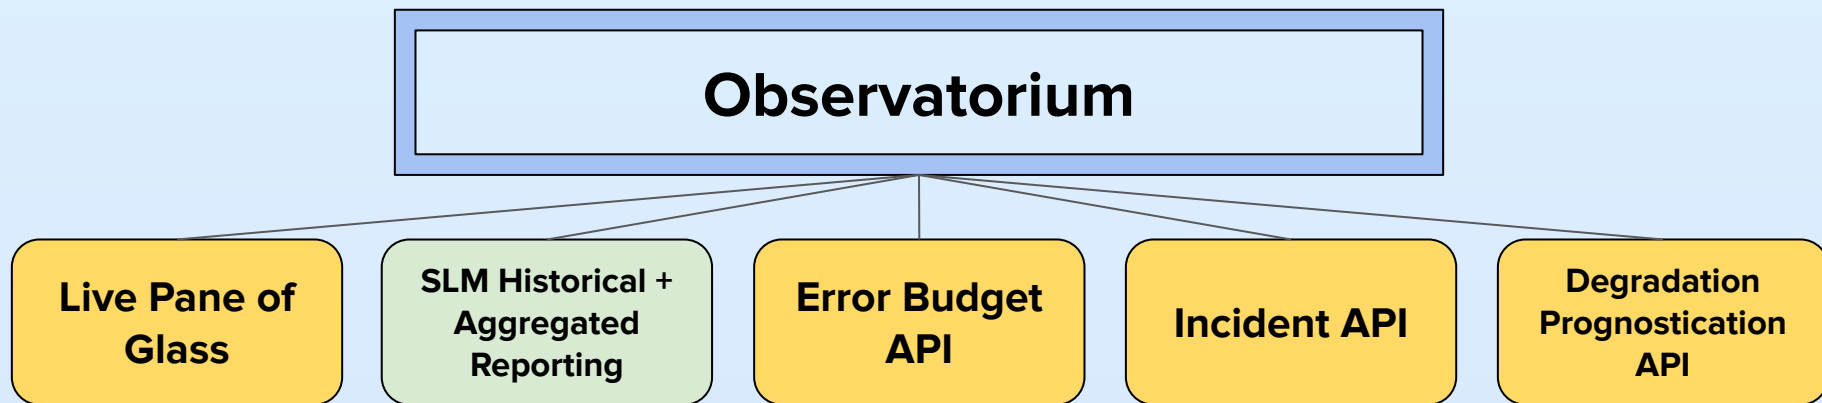 Observatorium
Live Pane of
Glass
SLM Historical +
Aggregated
Reporting
Error Budget
API
Incident API
Degradation
Prognostication
API